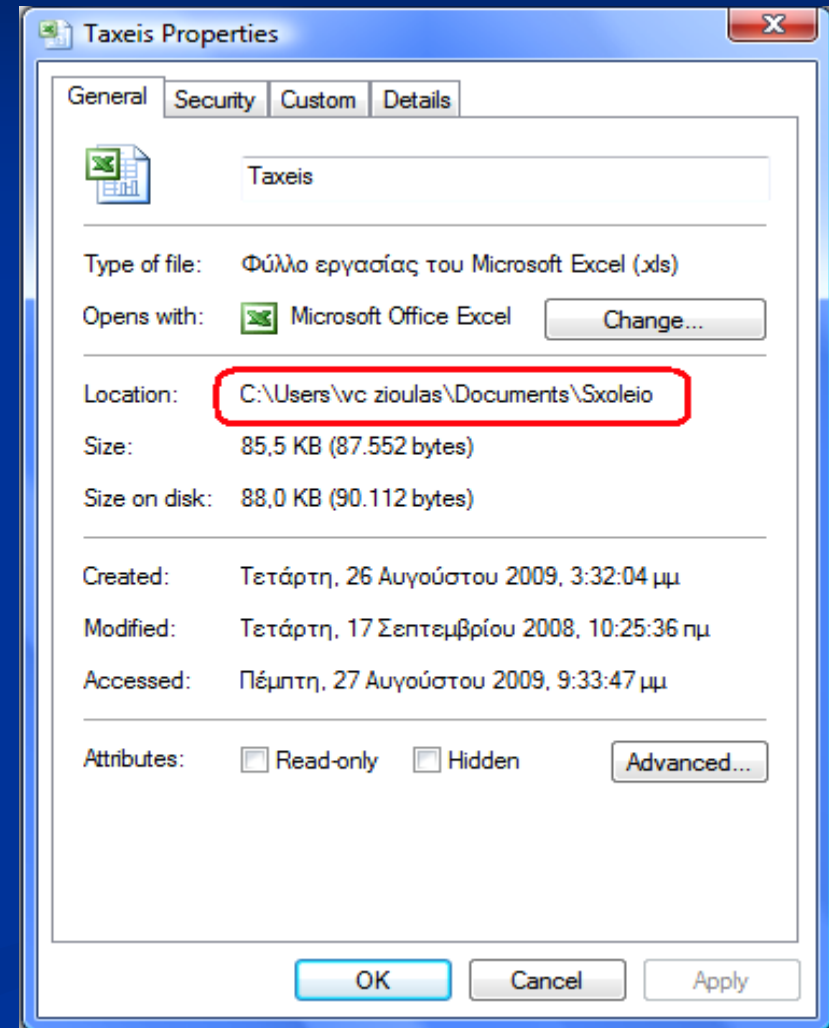 Taxeis Properties
General Security Custom Details
Taxeis
Type of file: Φύλλο εργασίας του Microsoft Excel (.xls)
Opens with: Microsoft Office Excel Change...
Location: C:\Users\vc zioulas\Documents\Sxoleio
Size: 85,5 KB (87.552 bytes)
Size on disk: 88,0 KB (90.112 bytes)
Created: Τετάρτη, 26 Αυγούστου 2009, 3:32:04 μμ
Modified: Τετάρτη, 17 Σεπτεμβρίου 2008, 10:25:36 πμ
Accessed: Πέμπτη, 27 Αυγούστου 2009, 9:33:47 μμ
Attributes: Read-only Hidden Advanced...
OK Cancel Apply